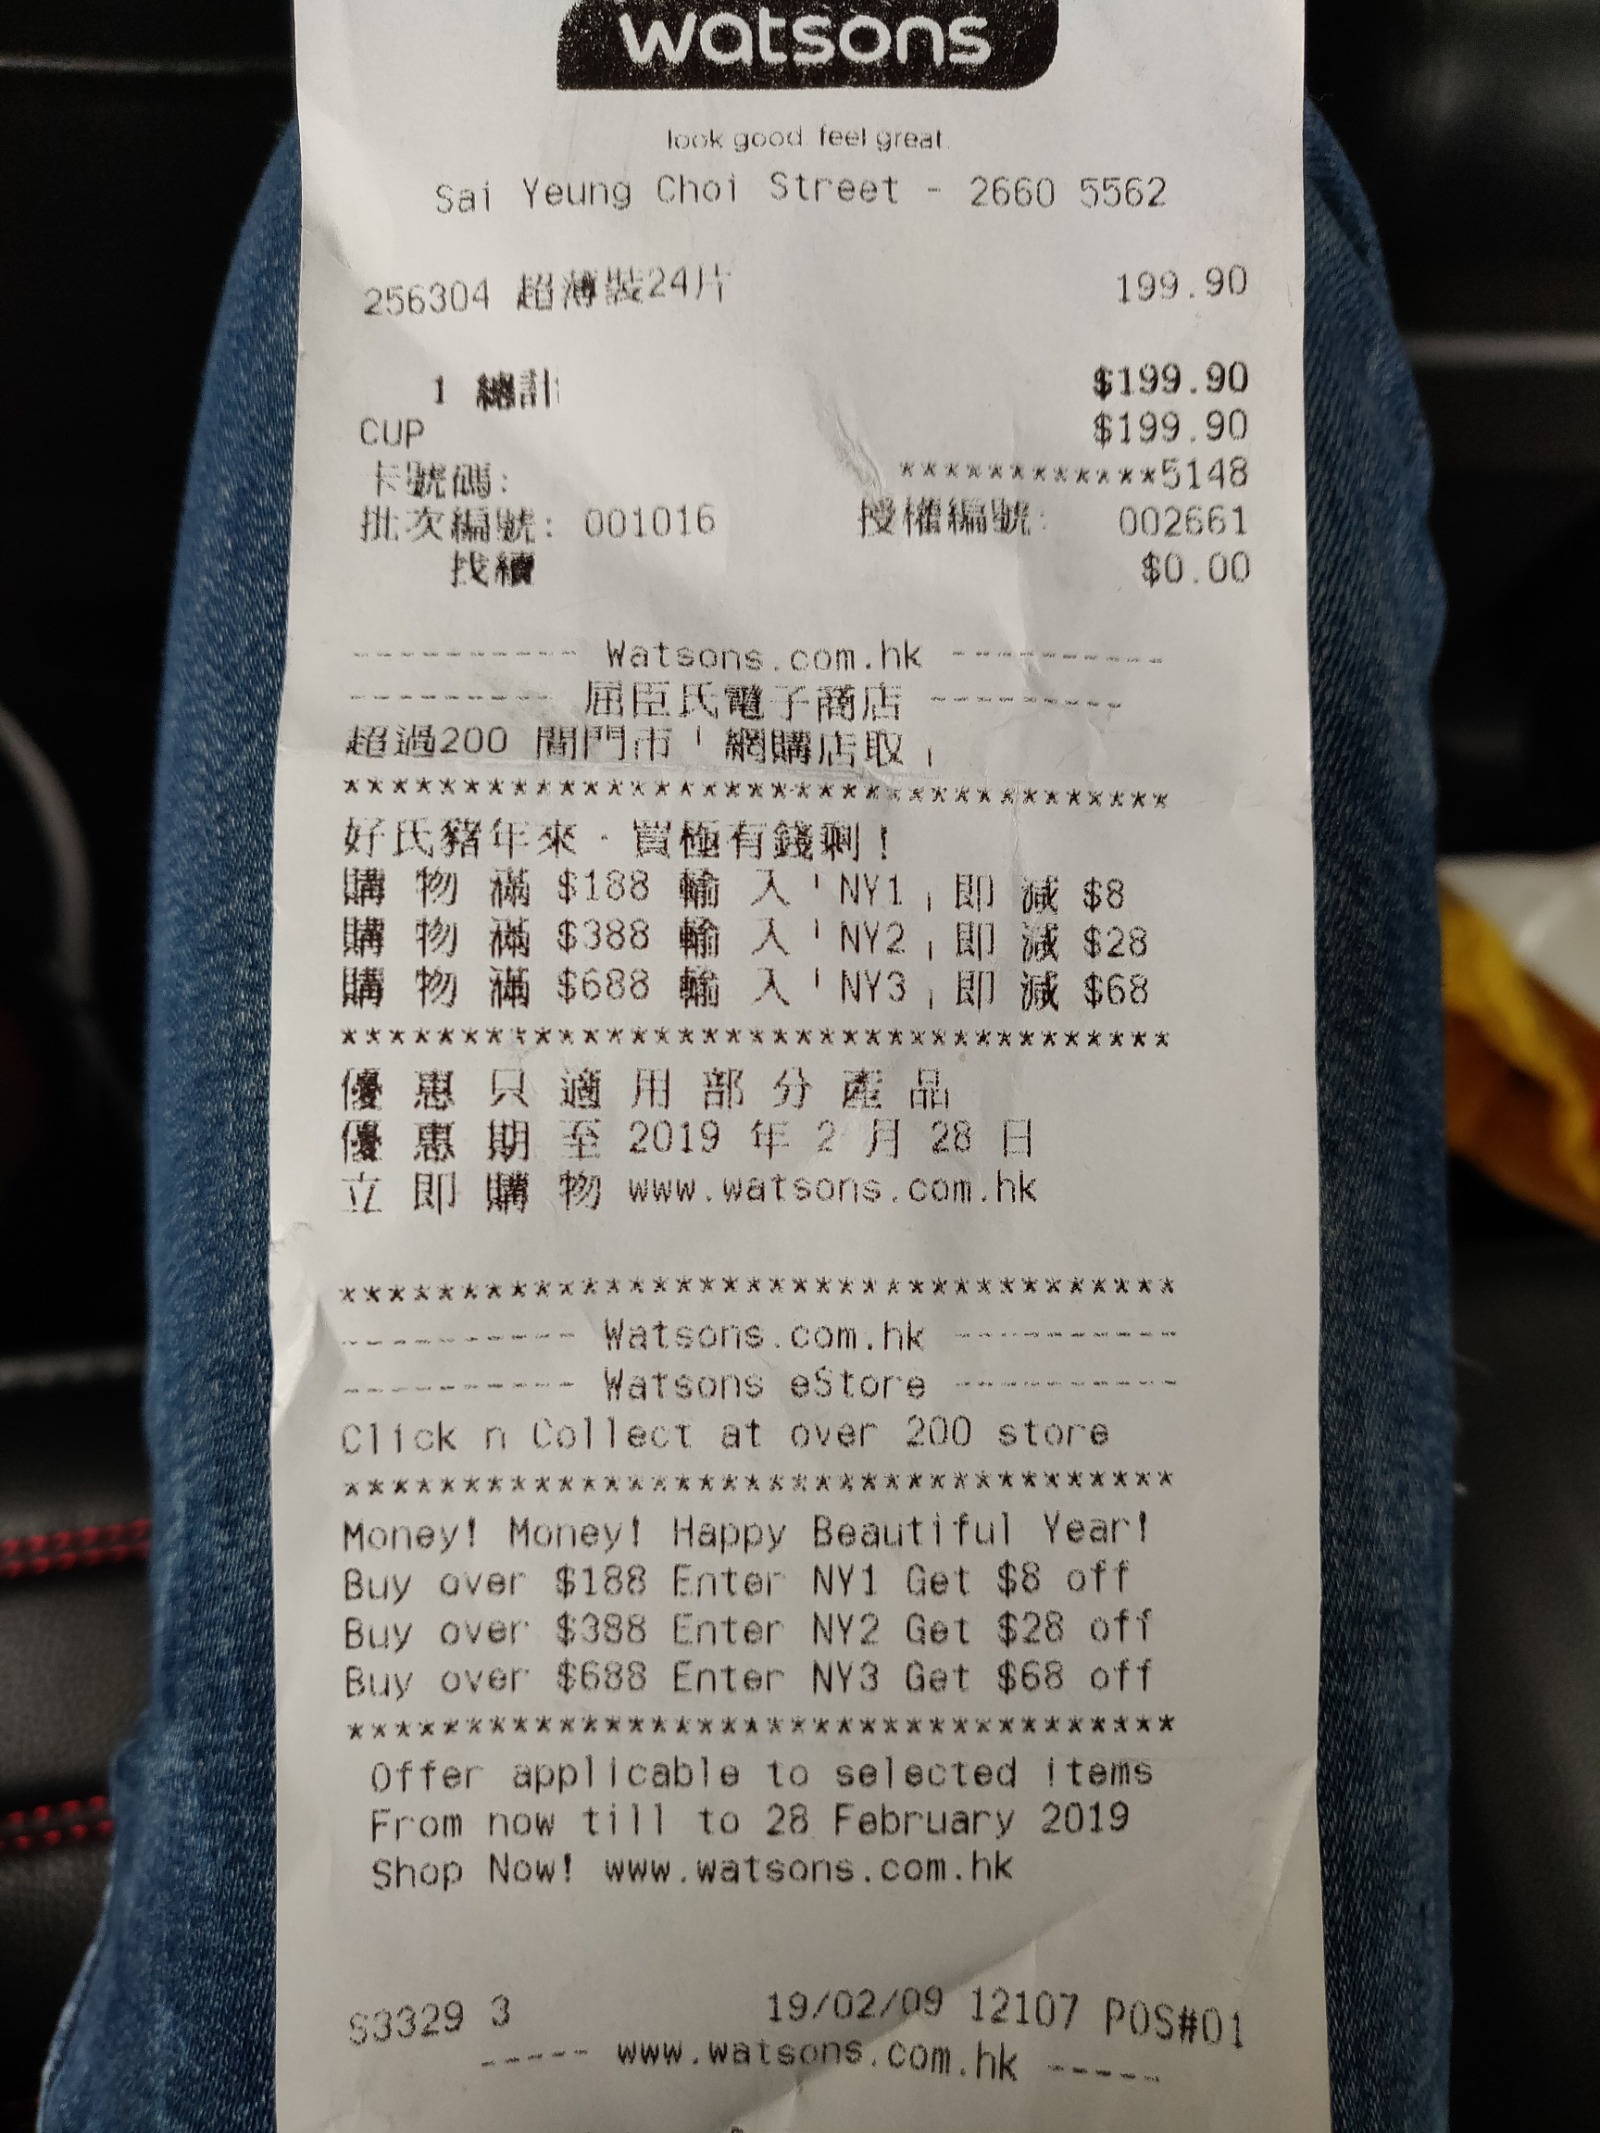 watsons
look good. feel great.
Sai Yeung Choi Street - 2660 5562
256304 超薄裝24片 199.90
1 總計 $199.90
CUP $199.90
卡號碼: ************5148
批次編號: 001016 授權編號: 002661
找續 $0.00
---------- Watsons.com.hk ----------
--------- 屈臣氏電子商店 ---------
超過200 間門市「網購店取」
************************************
好氏豬年來‧買極有錢剩!
購 物 滿 $188 輸 入「NY1」即 減 $8
購 物 滿 $388 輸 入「NY2」即 減 $28
購 物 滿 $688 輸 入「NY3」即 減 $68
************************************
優 惠 只 適 用 部 分 產 品
優 惠 期 至 2019 年 2 月 28 日
立 即 購 物 www.watsons.com.hk
************************************
---------- Watsons.com.hk ----------
---------- Watsons eStore ----------
Click n Collect at over 200 store
************************************
Money! Money! Happy Beautiful Year!
Buy over $188 Enter NY1 Get $8 off
Buy over $388 Enter NY2 Get $28 off
Buy over $688 Enter NY3 Get $68 off
************************************
Offer applicable to selected items
From now till to 28 February 2019
Shop Now! www.watsons.com.hk
S3329 3 19/02/09 12107 POS#01
----- www.watsons.com.hk -----